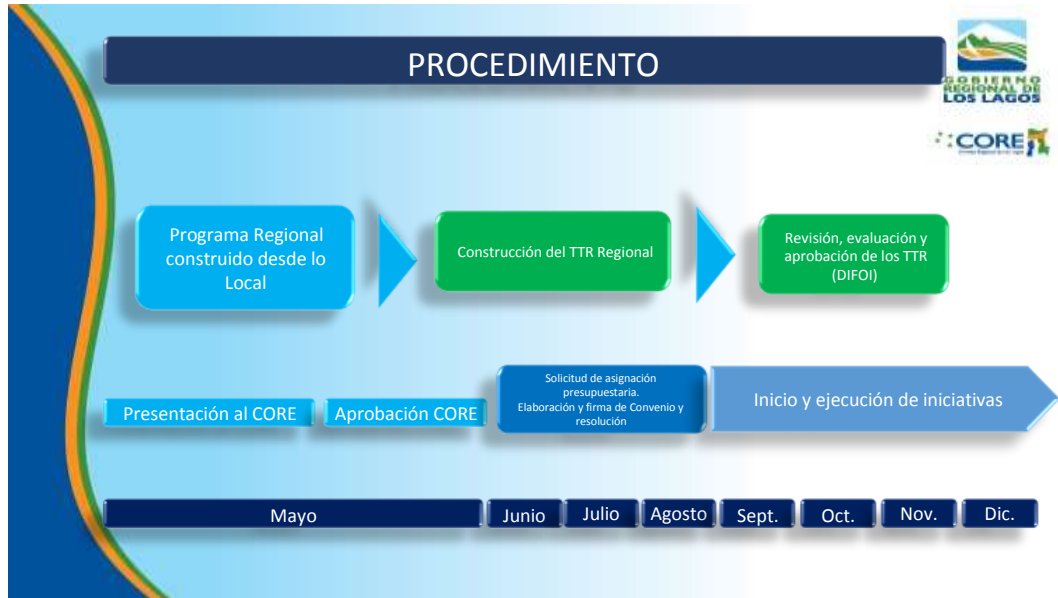 PROCEDIMIENTO
GOBIERNO
REGIONAL DE
LOS LAGOS
CORE
Programa Regional
construido desde lo
Local
Construcción del TTR Regional
Revisión, evaluación y
aprobación de los TTR
(DIFOI)
Presentación al CORE
Aprobación CORE
Solicitud de asignación
presupuestaria.
Elaboración y firma de Convenio y
resolución
Inicio y ejecución de iniciativas
Mayo
Junio
Julio
Agosto
Sept.
Oct.
Nov.
Dic.